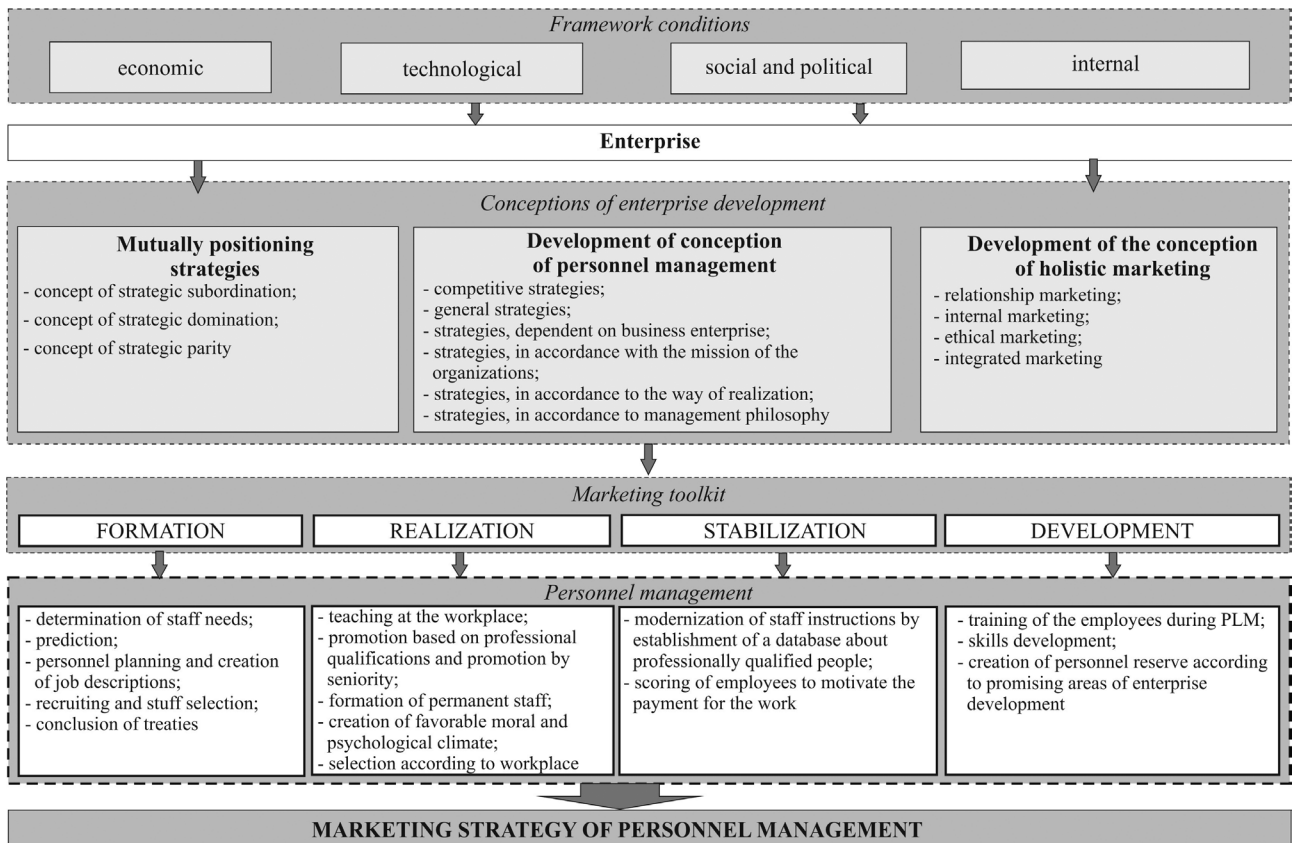 Framework conditions
economic
technological
social and political
internal
Enterprise
Conceptions of enterprise development
Mutually positioning
strategies
- concept of strategic subordination;
- concept of strategic domination;
- concept of strategic parity
Development of conception
of personnel management
- competitive strategies;
- general strategies;
- strategies, dependent on business enterprise;
- strategies, in accordance with the mission of the
organizations;
- strategies, in accordance to the way of realization;
- strategies, in accordance to management philosophy
Development of the conception
of holistic marketing
- relationship marketing;
- internal marketing;
- ethical marketing;
- integrated marketing
Marketing toolkit
FORMATION
REALIZATION
STABILIZATION
DEVELOPMENT
Personnel management
- determination of staff needs;
- prediction;
- personnel planning and creation
of job descriptions;
- recruiting and stuff selection;
- conclusion of treaties
- teaching at the workplace;
- promotion based on professional
qualifications and promotion by
seniority;
- formation of permanent staff;
- creation of favorable moral and
psychological climate;
- selection according to workplace
- modernization of staff instructions by
establishment of a database about
professionally qualified people;
- scoring of employees to motivate the
payment for the work
- training of the employees during PLM;
- skills development;
- creation of personnel reserve according
to promising areas of enterprise
development
MARKETING STRATEGY OF PERSONNEL MANAGEMENT